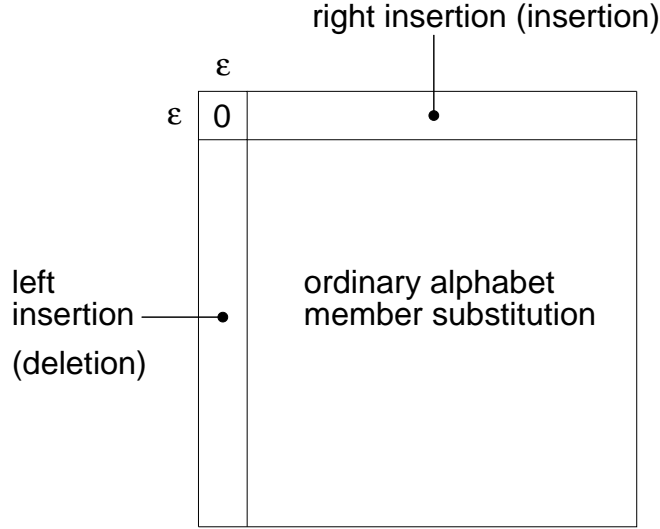 right insertion (insertion)
ε
ε 0
left
insertion
(deletion)
ordinary alphabet
member substitution